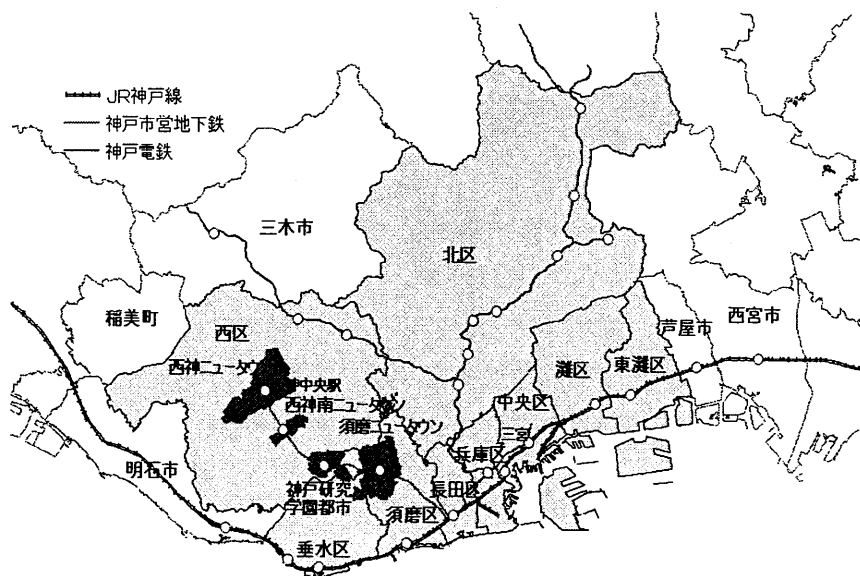 JR神戸線
神戸市営地下鉄
神戸電鉄
三木市
北区
稲美町
西区
芦屋市
西宮市
西神ニュータウ
神中央駅
灘区
東灘区
西神南ニュータウン
中央区
須磨ニュータウン
三宮
兵庫区
明石市
神戸研究
学園都市
長田区
須磨区
垂水区